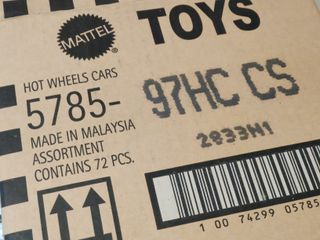 MATTEL
TOYS
HOT WHEELS CARS
5785-
97HC CS
MADE IN MALAYSIA
2833M1
ASSORTMENT
CONTAINS 72 PCS.
1 00 74299 05785